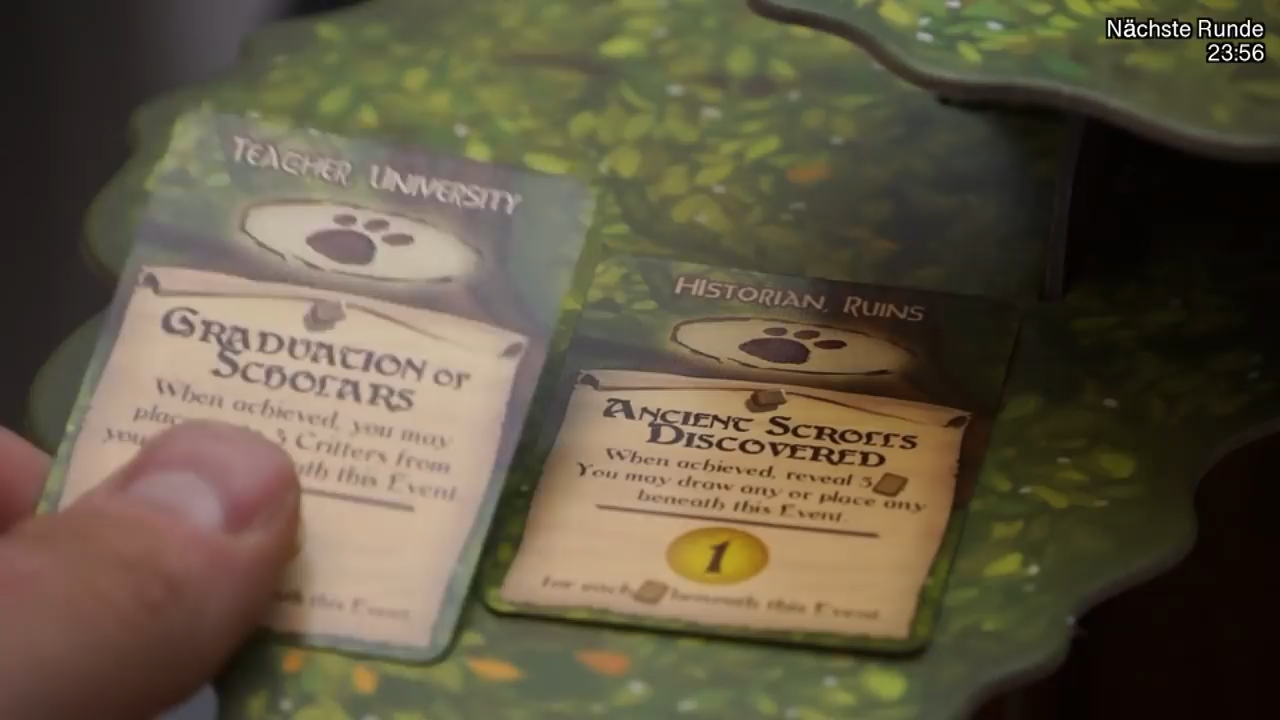 Nächste Runde
23:56
TEACHER, UNIVERSITY
GRADUATION OF
SCHOLARS
When achieved, you may
3 Critters from
this Event
this Event
HISTORIAN, RUINS
ANCIENT SCROLLS
DISCOVERED
When achieved, reveal 5
You may draw any or place any
beneath this Event.
1
For each beneath this Event